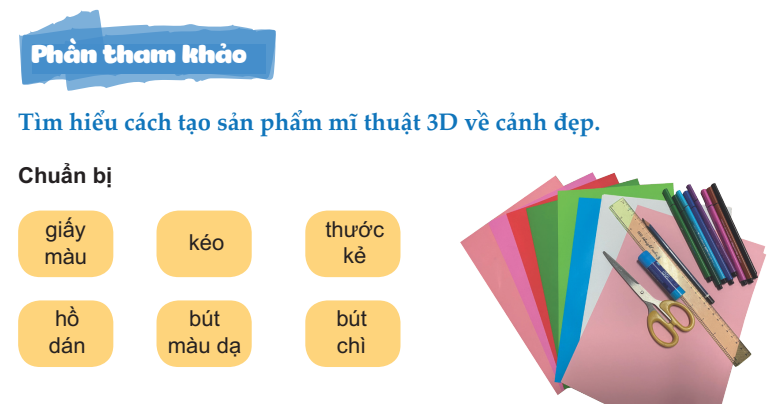 Phần tham khảo
Tìm hiểu cách tạo sản phẩm mĩ thuật 3D về cảnh đẹp.
Chuẩn bị
giấy
màu
kéo
thước
kẻ
hồ
dán
bút
màu dạ
bút
chì